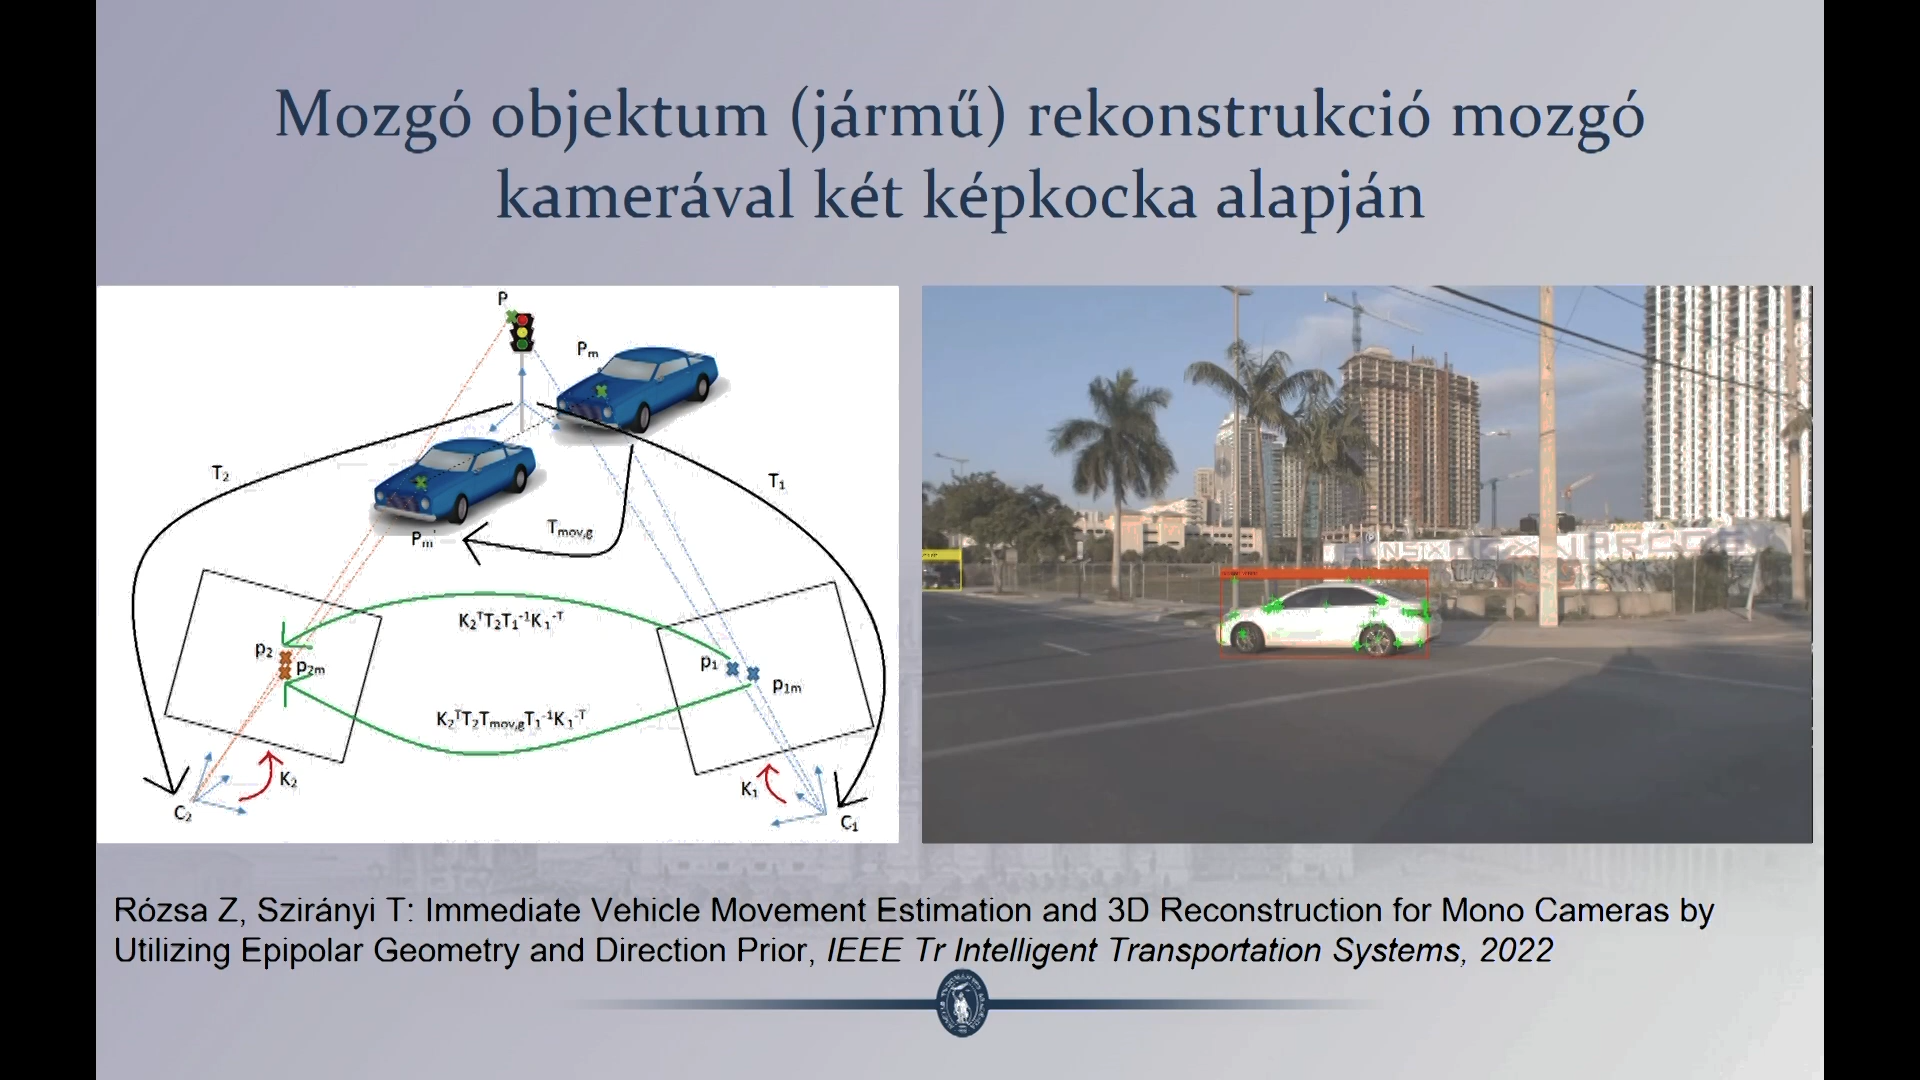 Mozgó objektum (jármű) rekonstrukció mozgó
kamerával két képkocka alapján
P
Pₘ
T₂
T₁
Pₘ'
Tₘₒᵥ,g
K₂ᵀT₂T₁⁻¹K₁⁻ᵀ
p₂
p₂ₘ
p₁
p₁ₘ
K₂ᵀT₂Tₘₒᵥ,gT₁⁻¹K₁⁻ᵀ
K₂
K₁
C₂
C₁
Rózsa Z, Szirányi T: Immediate Vehicle Movement Estimation and 3D Reconstruction for Mono Cameras by
Utilizing Epipolar Geometry and Direction Prior, IEEE Tr Intelligent Transportation Systems, 2022